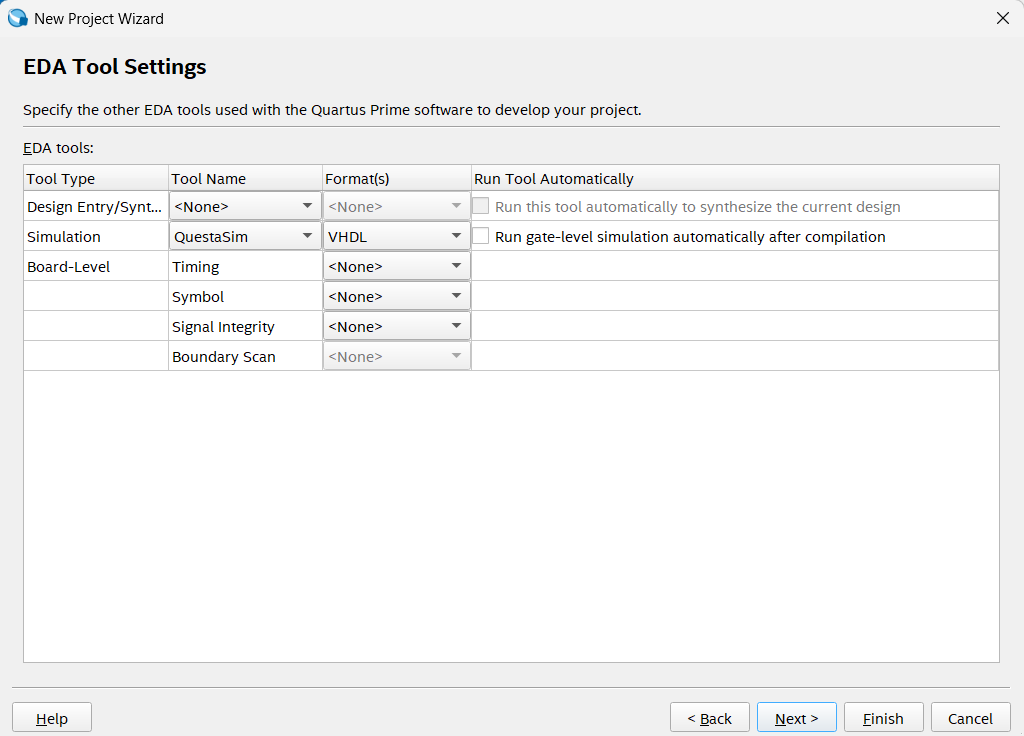 New Project Wizard
EDA Tool Settings
Specify the other EDA tools used with the Quartus Prime software to develop your project.
EDA tools:
Tool Type Tool Name Format(s) Run Tool Automatically
Design Entry/Synt... <None> <None> Run this tool automatically to synthesize the current design
Simulation QuestaSim VHDL Run gate-level simulation automatically after compilation
Board-Level Timing <None>
Symbol <None>
Signal Integrity <None>
Boundary Scan <None>
Help < Back Next > Finish Cancel